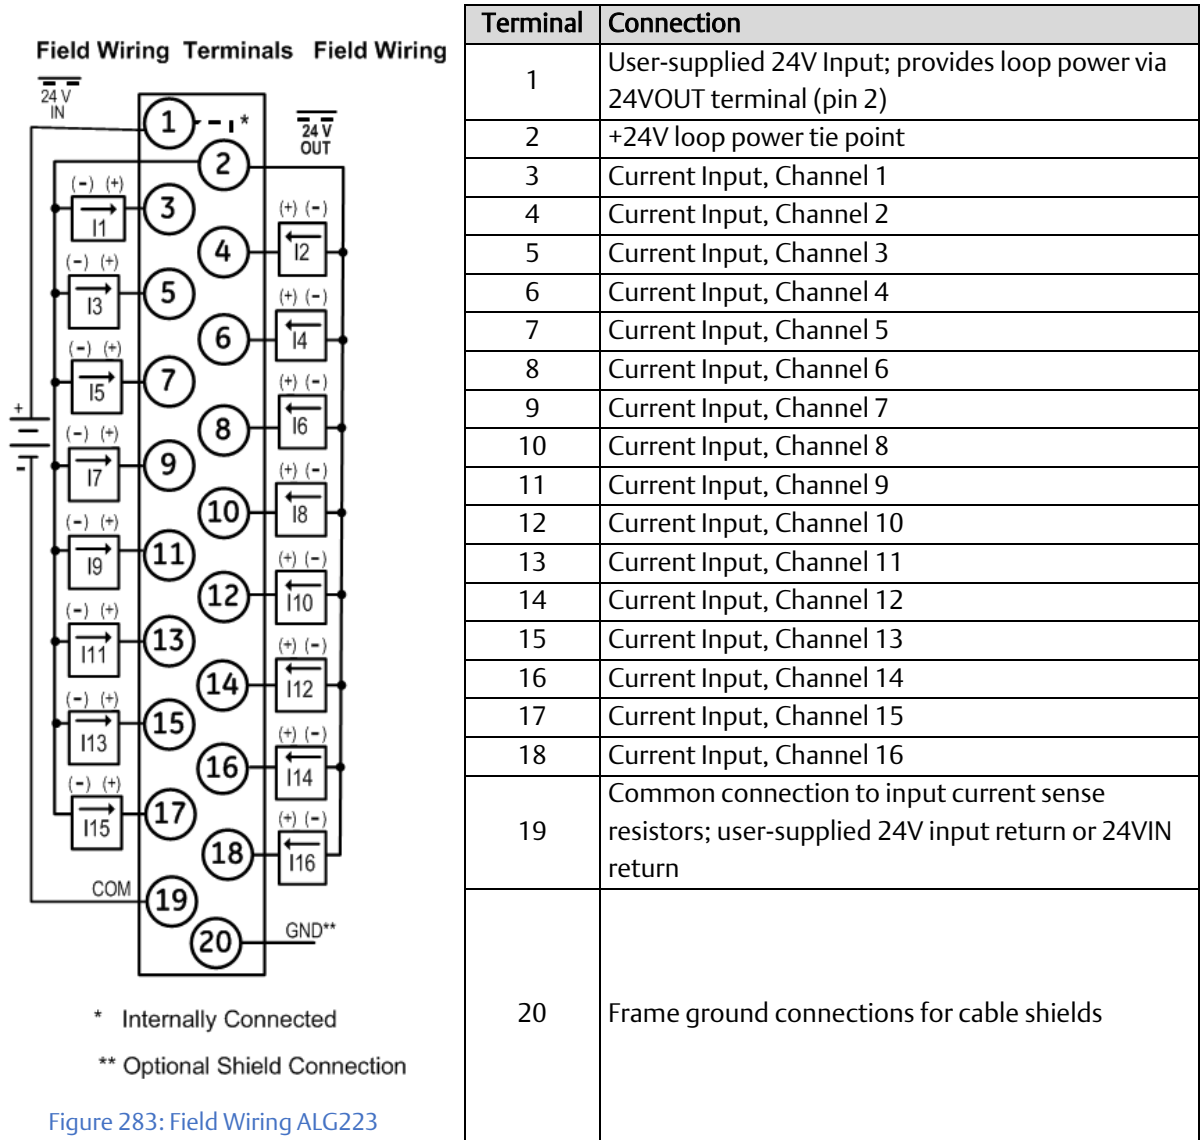 Field Wiring Terminals Field Wiring
24 V
IN
1
*
24 V
OUT
2
(-) (+)
3
I1
(+) (-)
4
I2
(-) (+)
5
I3
(+) (-)
6
I4
(-) (+)
7
I5
(+) (-)
8
I6
+
-
(-) (+)
9
I7
(+) (-)
10
I8
(-) (+)
11
I9
(+) (-)
12
I10
(-) (+)
13
I11
(+) (-)
14
I12
(-) (+)
15
I13
(+) (-)
16
I14
(-) (+)
17
I15
(+) (-)
18
I16
COM
19
20
GND**
* Internally Connected
** Optional Shield Connection
Figure 283: Field Wiring ALG223
Terminal Connection
1 User-supplied 24V Input; provides loop power via
24VOUT terminal (pin 2)
2 +24V loop power tie point
3 Current Input, Channel 1
4 Current Input, Channel 2
5 Current Input, Channel 3
6 Current Input, Channel 4
7 Current Input, Channel 5
8 Current Input, Channel 6
9 Current Input, Channel 7
10 Current Input, Channel 8
11 Current Input, Channel 9
12 Current Input, Channel 10
13 Current Input, Channel 11
14 Current Input, Channel 12
15 Current Input, Channel 13
16 Current Input, Channel 14
17 Current Input, Channel 15
18 Current Input, Channel 16
19 Common connection to input current sense
resistors; user-supplied 24V input return or 24VIN
return
20 Frame ground connections for cable shields